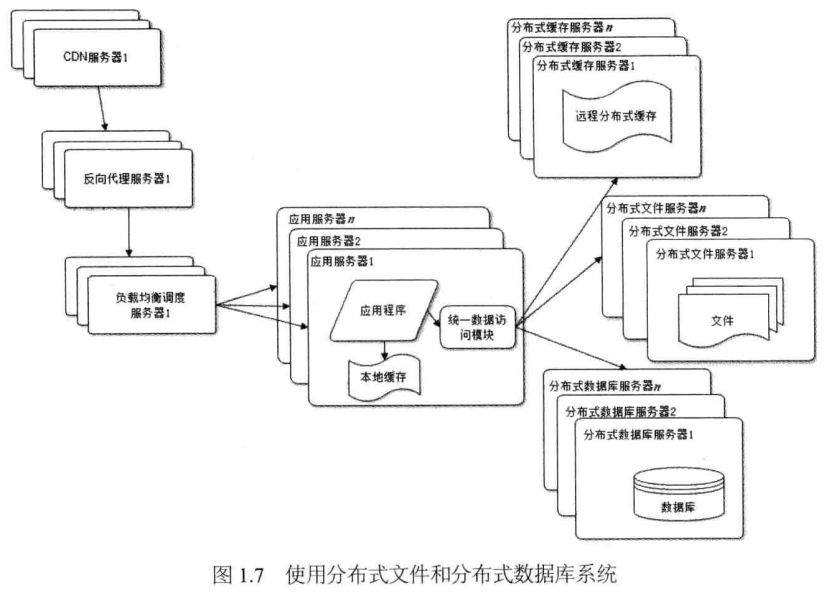 CDN服务器1
反向代理服务器1
负载均衡调度
服务器1
应用服务器n
应用服务器2
应用服务器1
应用程序
统一数据访
问模块
本地缓存
分布式缓存服务器n
分布式缓存服务器2
分布式缓存服务器1
远程分布式缓存
分布式文件服务器n
分布式文件服务器2
分布式文件服务器1
文件
分布式数据库服务器n
分布式数据库服务器2
分布式数据库服务器1
数据库
图 1.7 使用分布式文件和分布式数据库系统